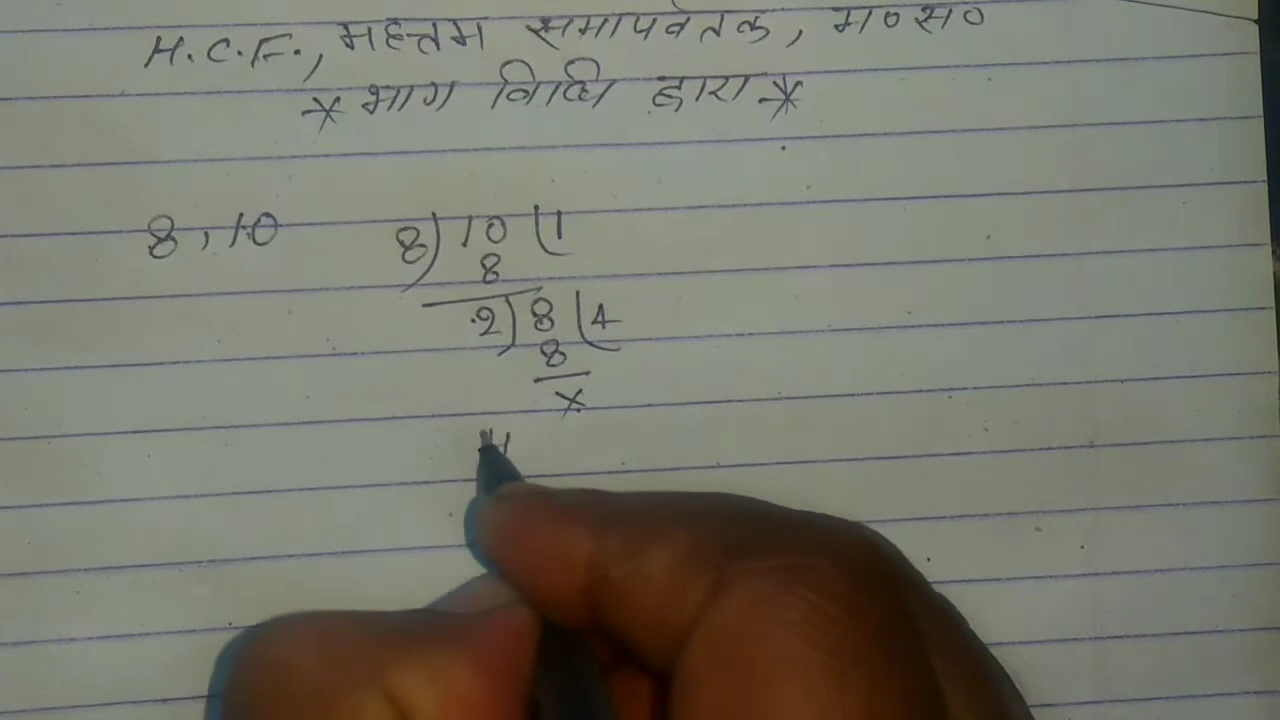 H.C.F., महत्तम समापवर्तक, म०स०
* भाग विधि द्वारा *
8, 10 8) 10 (1
8
2) 8 (4
8
x
H